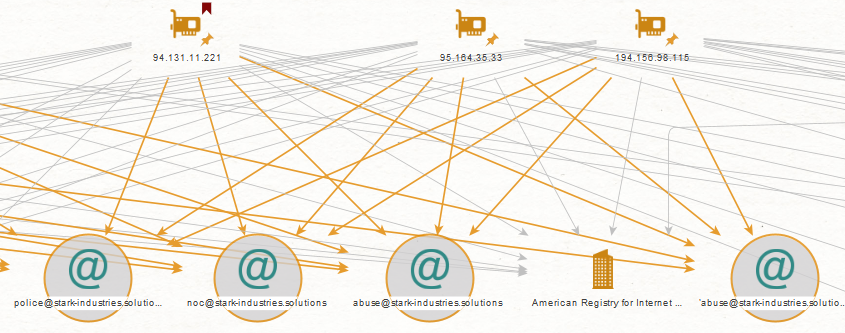 94.131.11.221
95.164.35.33
194.156.98.115
police@stark-industries.solutio...
noc@stark-industries.solutions
abuse@stark-industries.solutions
American Registry for Internet ...
'abuse@stark-industries.solutio...